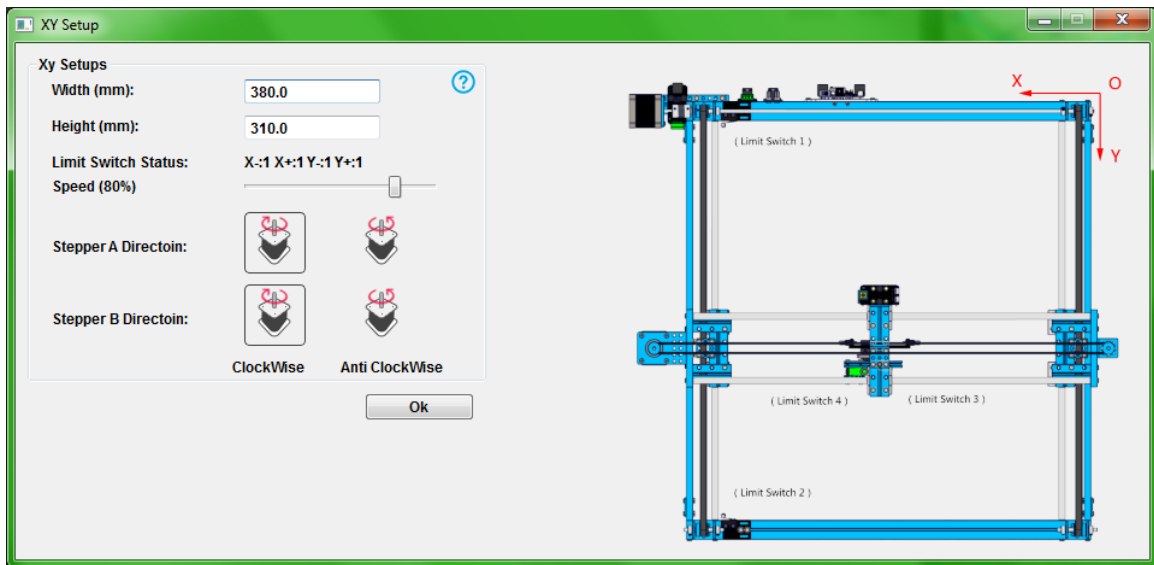 XY Setup
Xy Setups
Width (mm): 380.0
Height (mm): 310.0
Limit Switch Status: X-:1 X+:1 Y-:1 Y+:1
Speed (80%)
Stepper A Directoin:
Stepper B Directoin:
ClockWise Anti ClockWise
Ok
X O
Y
( Limit Switch 1 )
( Limit Switch 4 ) ( Limit Switch 3 )
( Limit Switch 2 )